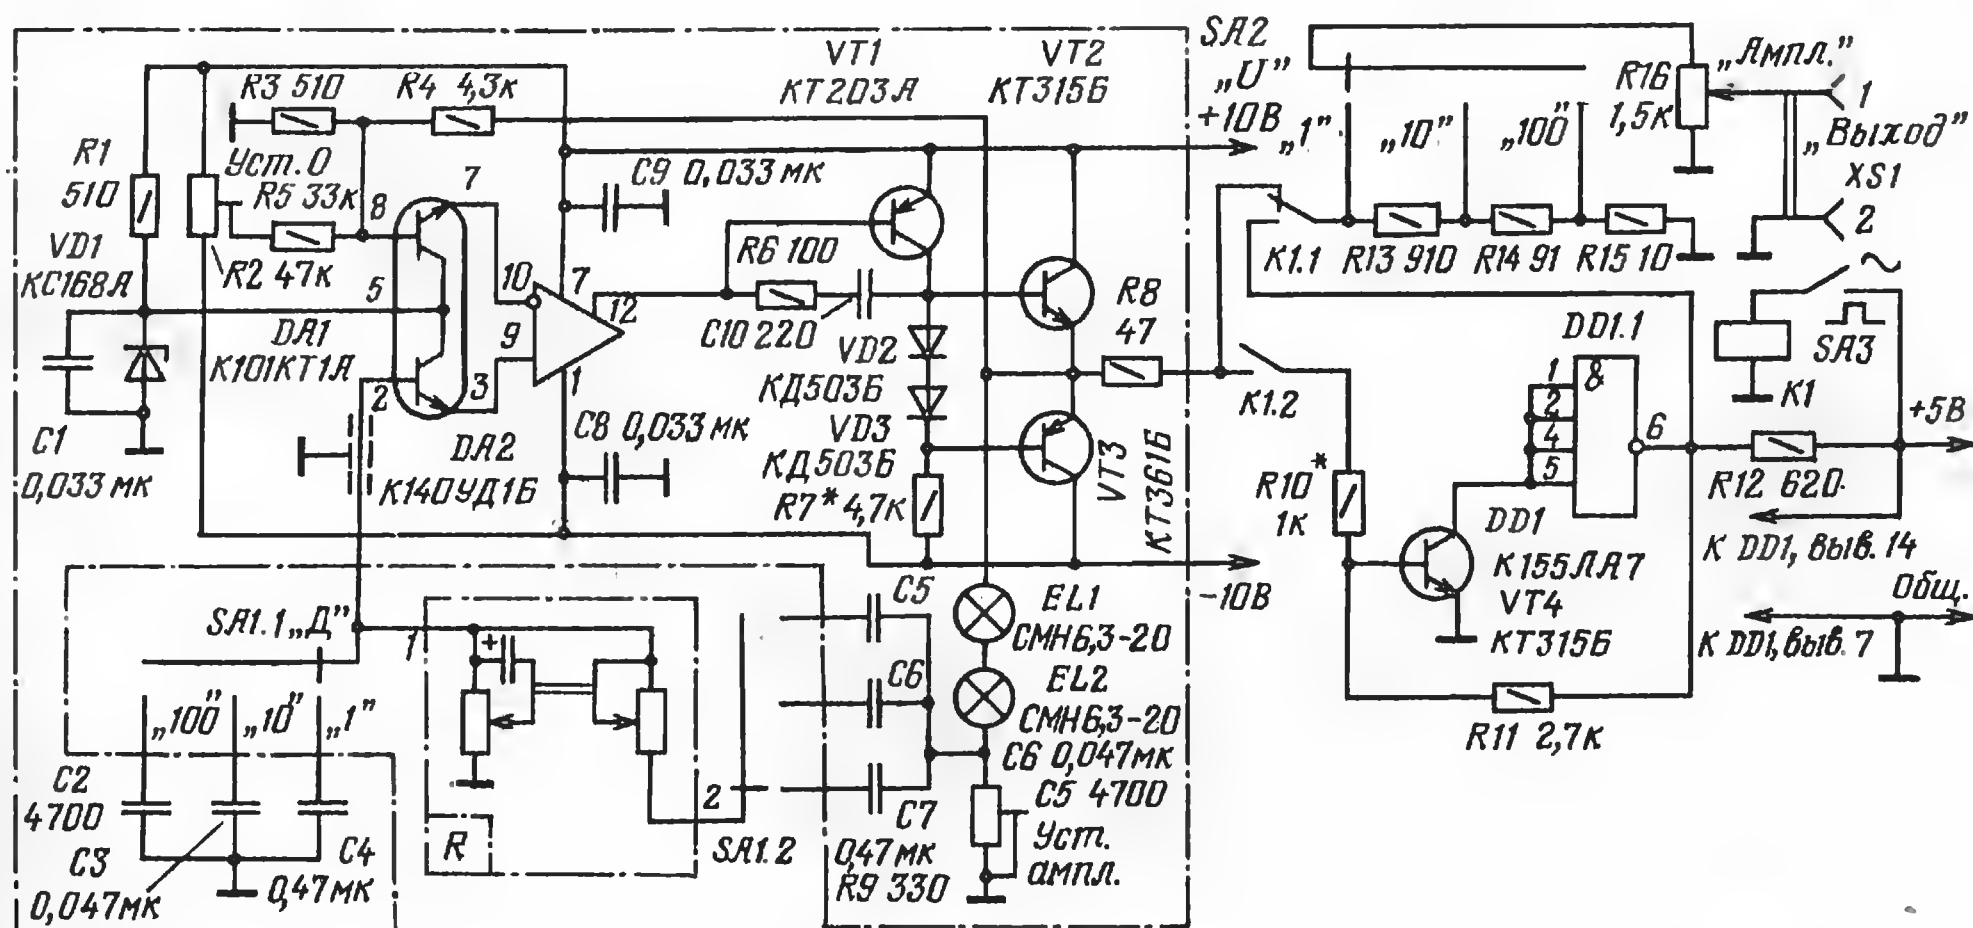 VT1
КТ203А
VT2
КТ315Б
SA2
„U"
+10В
„1"
„10"
„100"
R16
1,5к
„Ампл."
1
„Выход"
XS1
2
R3 510
R4 4,3к
R1
510
Уст. 0
R5 33к
7
8
C9 0,033 мк
VD1
КС168А
R2 47к
5
10
7
12
9
R6 100
C10 220
R8
47
К1.1
R13 910
R14 91
R15 10
DA1
К101КТ1А
2
3
1
VD2
КД503Б
VD3
КД503Б
DD1.1
SA3
К1
+5В
К1.2
1
2
4
5
&
6
C1
0,033 мк
DA2
К140УД1Б
C8 0,033 мк
R7* 4,7к
VT3
КТ361Б
R10*
1к
DD1
К155ЛА7
VT4
КТ315Б
R12 620
К DD1, выв. 14
Общ.
К DD1, выв. 7
-10В
R11 2,7к
SA1.1 „Д"
1
„100"
„10"
„1"
C2
4700
C3
0,047мк
C4
0,47мк
+
R
2
SA1.2
C5
C6
C7
0,47мк
R9 330
EL1
СМН6,3-20
EL2
СМН6,3-20
C6 0,047мк
C5 4700
Уст.
ампл.